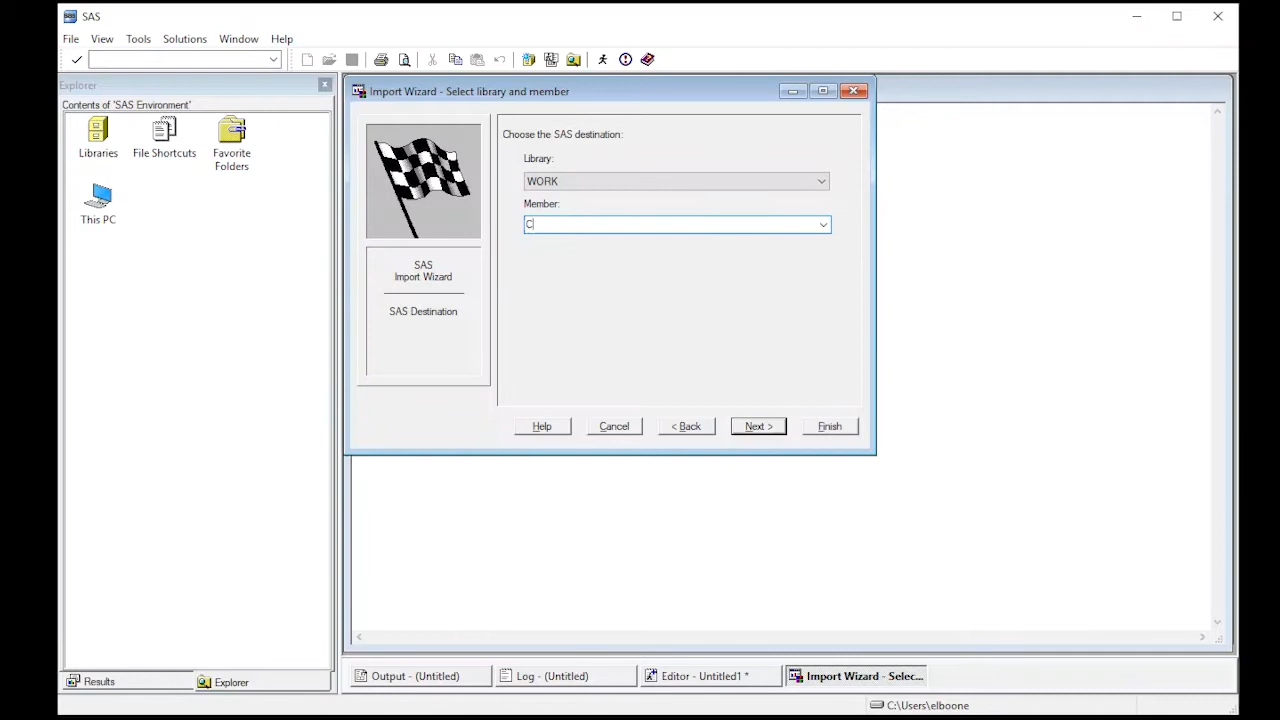 SAS
File View Tools Solutions Window Help
Explorer
Contents of 'SAS Environment'
Libraries
File Shortcuts
Favorite
Folders
This PC
Import Wizard - Select library and member
Choose the SAS destination:
Library:
WORK
Member:
C
SAS
Import Wizard
SAS Destination
Help
Cancel
< Back
Next >
Finish
Results
Explorer
Output - (Untitled)
Log - (Untitled)
Editor - Untitled1 *
Import Wizard - Selec...
C:\Users\elboone